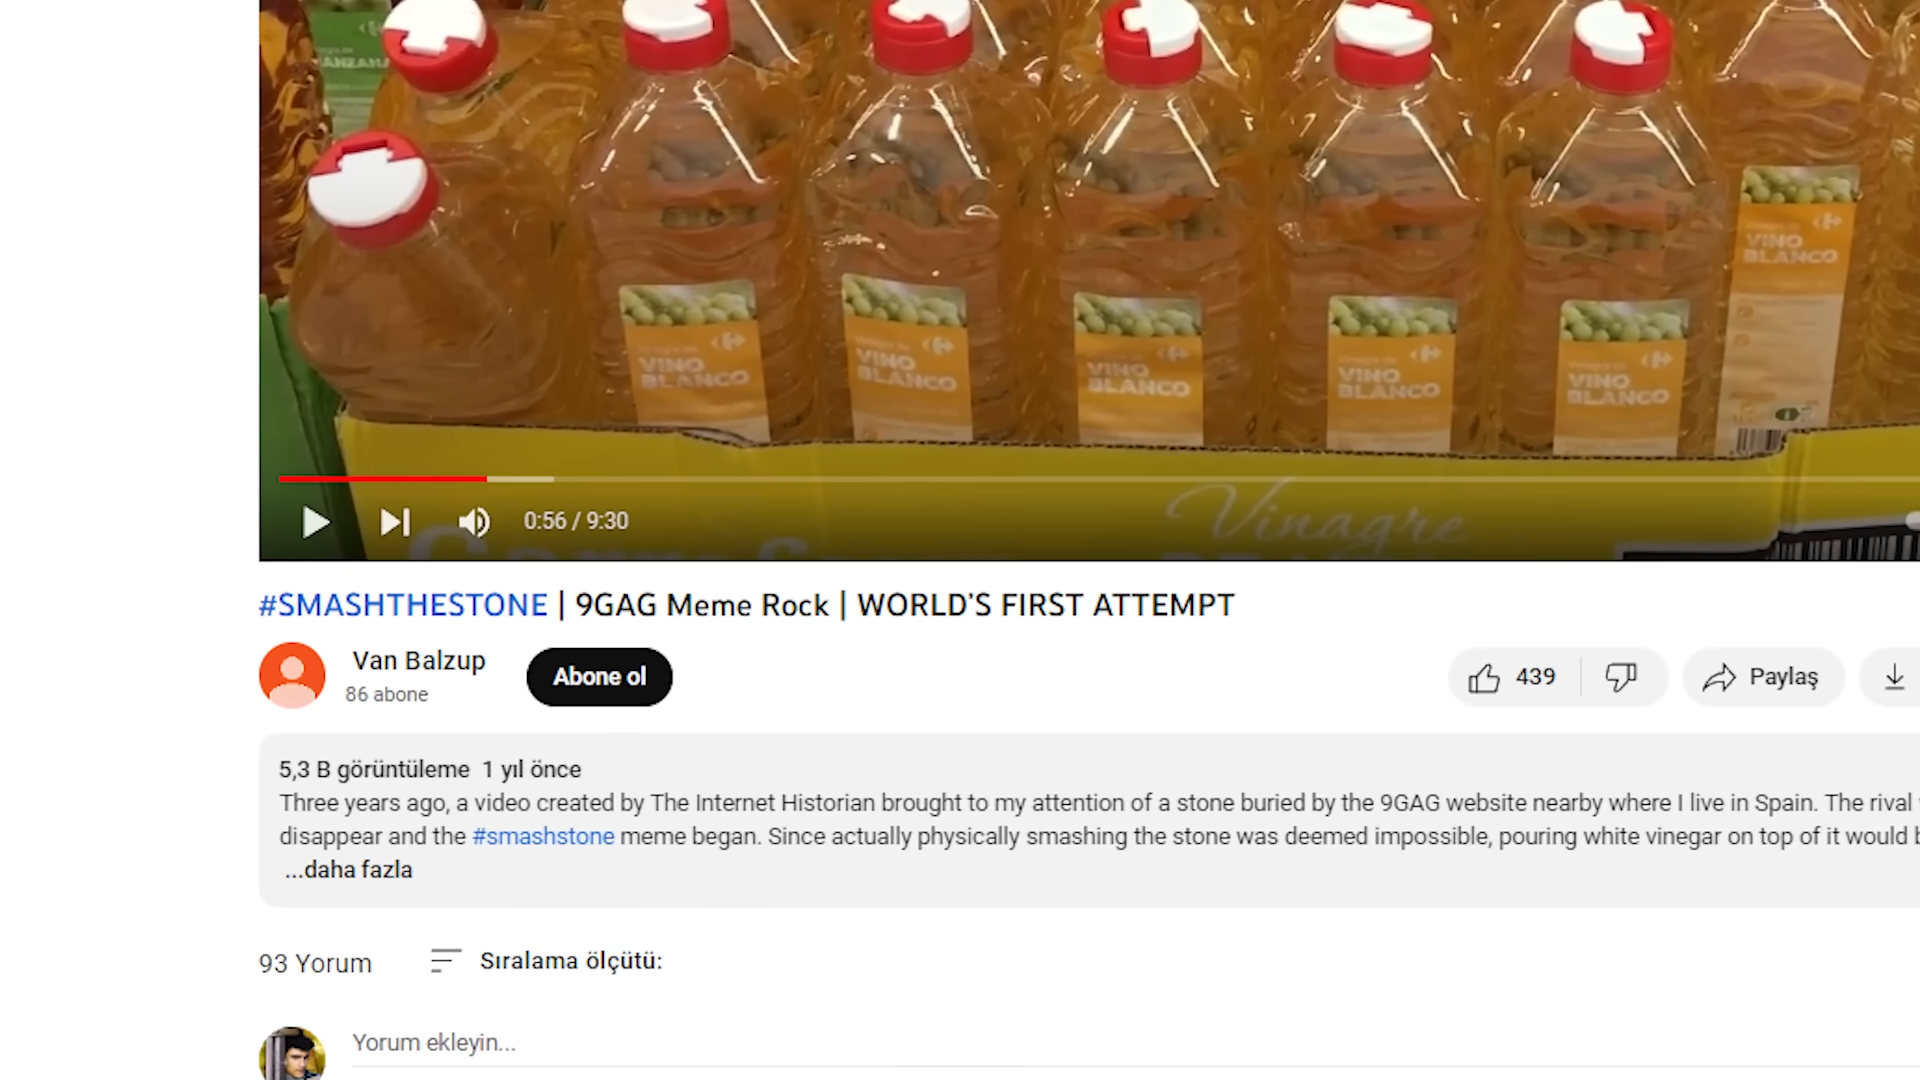 VINO
BLANCO
VINO
BLANCO
VINO
BLANCO
VINO
BLANCO
VINO
BLANCO
VINO
BLANCO
Vinagre
0:56 / 9:30
#SMASHTHESTONE | 9GAG Meme Rock | WORLD'S FIRST ATTEMPT
Van Balzup
86 abone
Abone ol
439
Paylaş
5,3 B görüntüleme 1 yıl önce
Three years ago, a video created by The Internet Historian brought to my attention of a stone buried by the 9GAG website nearby where I live in Spain. The rival
disappear and the #smashstone meme began. Since actually physically smashing the stone was deemed impossible, pouring white vinegar on top of it would
...daha fazla
93 Yorum
Sıralama ölçütü:
Yorum ekleyin...